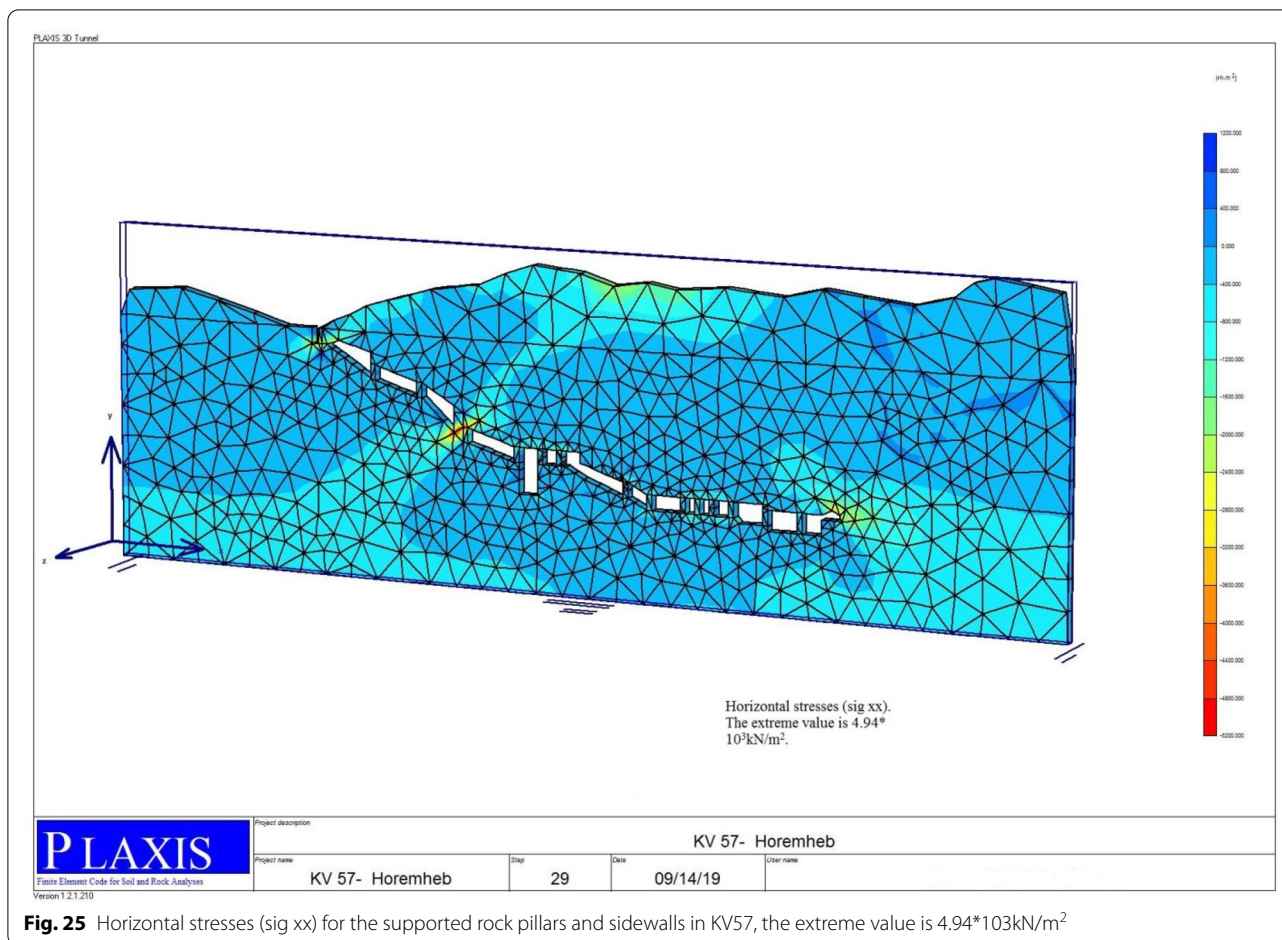 PLAXIS 3D Tunnel
[kN/m²]
1200.000
800.000
400.000
0.000
-400.000
-800.000
-1200.000
-1600.000
-2000.000
-2400.000
-2800.000
-3200.000
-3600.000
-4000.000
-4400.000
-4800.000
-5200.000
y
z
Horizontal stresses (sig xx).
The extreme value is 4.94*
10³kN/m².
PLAXIS
Finite Element Code for Soil and Rock Analyses
Version 1.2.1.210
Project description
KV 57- Horemheb
Project name
KV 57- Horemheb
Step
29
Date
09/14/19
User name
Fig. 25 Horizontal stresses (sig xx) for the supported rock pillars and sidewalls in KV57, the extreme value is 4.94*103kN/m²